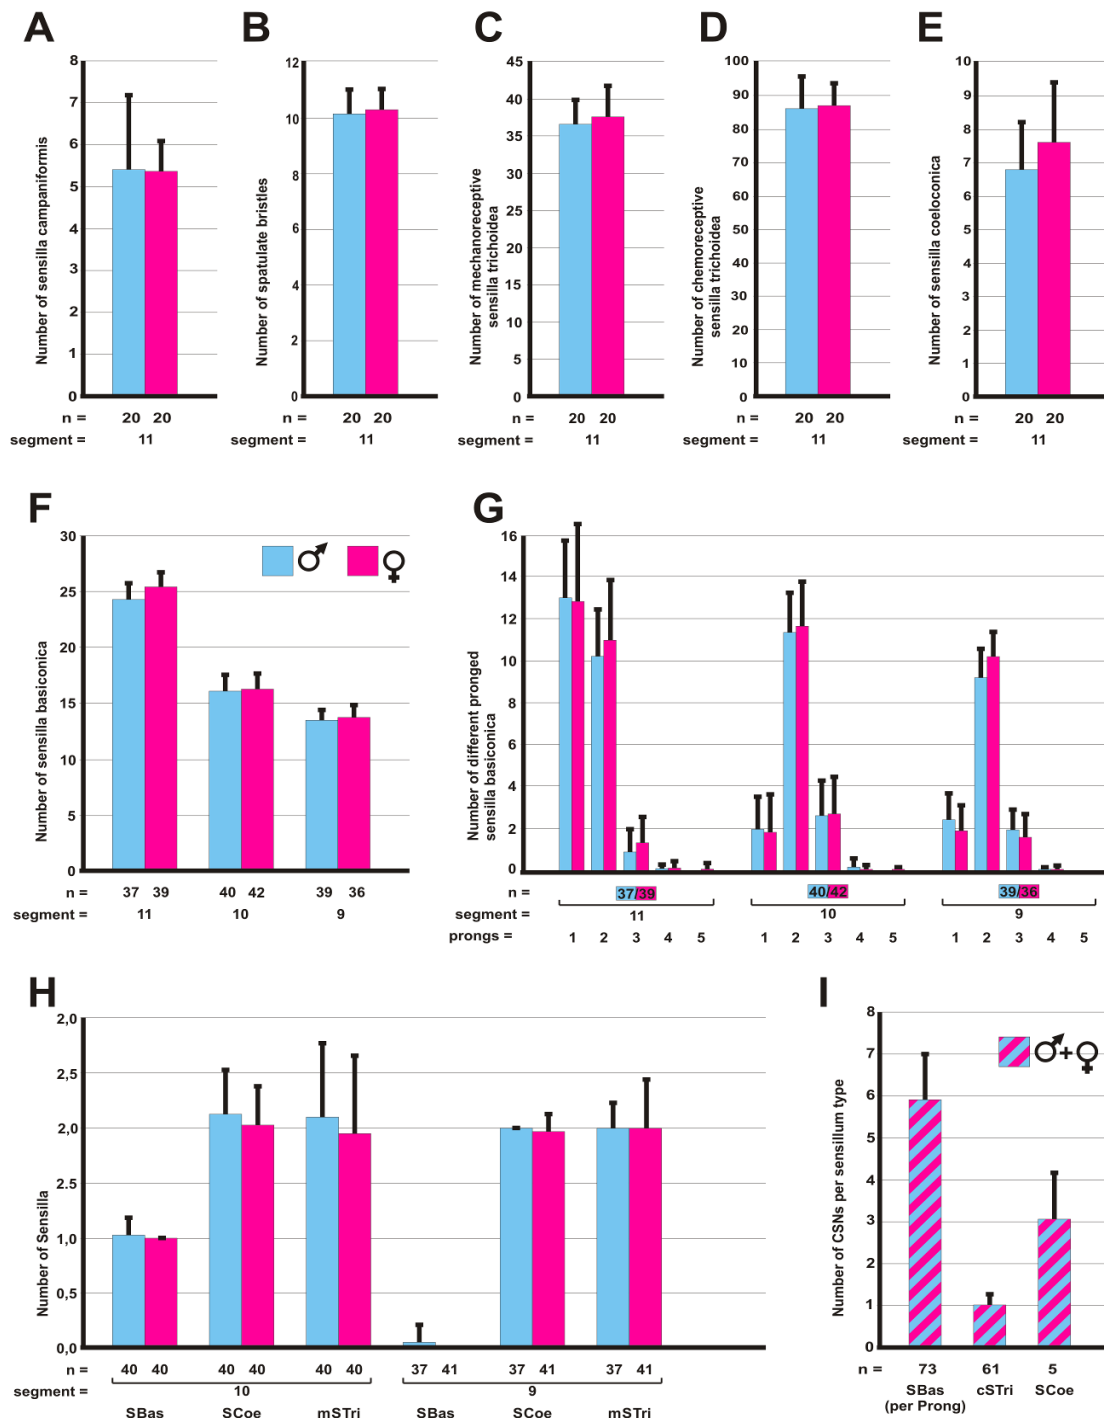 A
B
C
D
E
Number of sensilla campaniformis
8
7
6
5
4
3
2
1
0
n = 20 20
segment = 11
Number of spatulate bristles
12
10
8
6
4
2
0
n = 20 20
segment = 11
Number of mechanoreceptive
sensilla trichoidea
45
40
35
30
25
20
15
10
5
0
n = 20 20
segment = 11
Number of chemoreceptive
sensilla trichoidea
100
90
80
70
60
50
40
30
20
10
0
n = 20 20
segment = 11
Number of sensilla coeloconica
10
9
8
7
6
5
4
3
2
1
0
n = 20 20
segment = 11
F
Number of sensilla basiconica
30
25
20
15
10
5
0
♂ ♀
n = 37 39 40 42 39 36
segment = 11 10 9
G
Number of different pronged
sensilla basiconica
16
14
12
10
8
6
4
2
0
n = 37/39 40/42 39/36
segment = 11 10 9
prongs = 1 2 3 4 5 1 2 3 4 5 1 2 3 4 5
H
Number of Sensilla
2,0
2,5
2,0
2.5
1,0
0,5
0,0
n = 40 40 40 40 40 40 37 41 37 41 37 41
segment = 10 9
SBas SCoe mSTri SBas SCoe mSTri
I
Number of CSNs per sensillum type
8
7
6
5
4
3
2
1
0
♂+♀
n = 73 61 5
SBas cSTri SCoe
(per Prong)